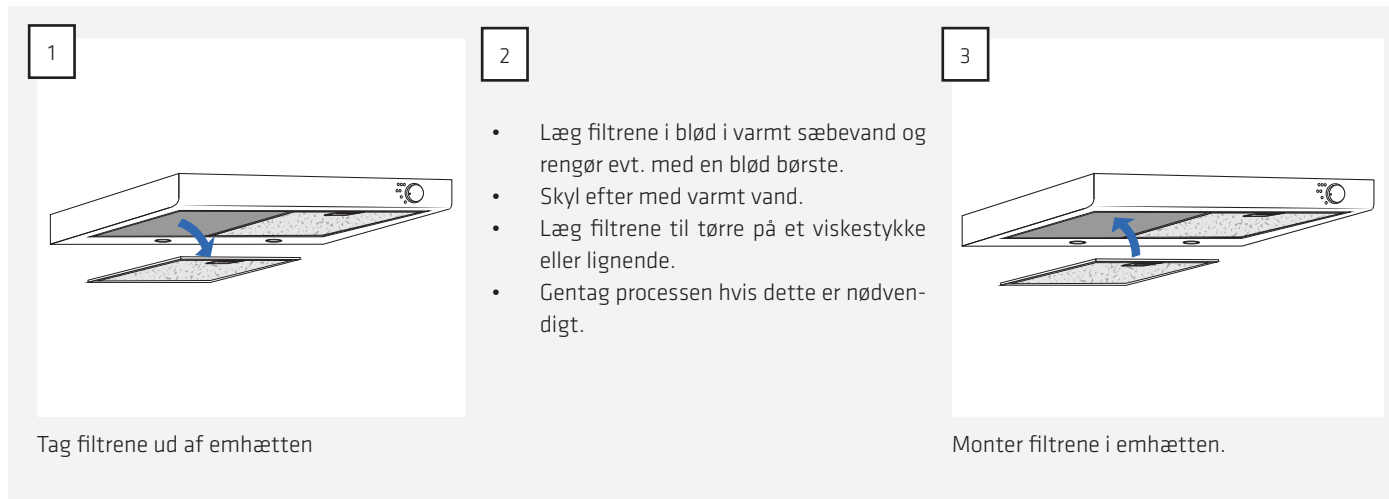 1
Tag filtrene ud af emhætten
2
• Læg filtrene i blød i varmt sæbevand og
rengør evt. med en blød børste.
• Skyl efter med varmt vand.
• Læg filtrene til tørre på et viskestykke
eller lignende.
• Gentag processen hvis dette er nødven-
digt.
3
Monter filtrene i emhætten.